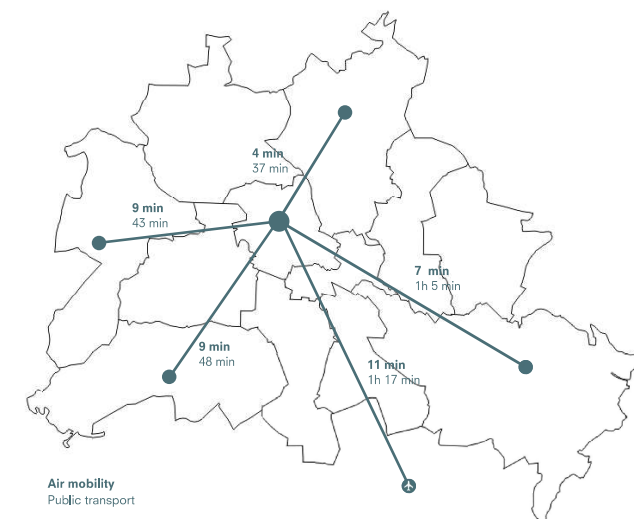 4 min
37 min
9 min
43 min
7 min
1h 5 min
9 min
48 min
11 min
1h 17 min
Air mobility
Public transport